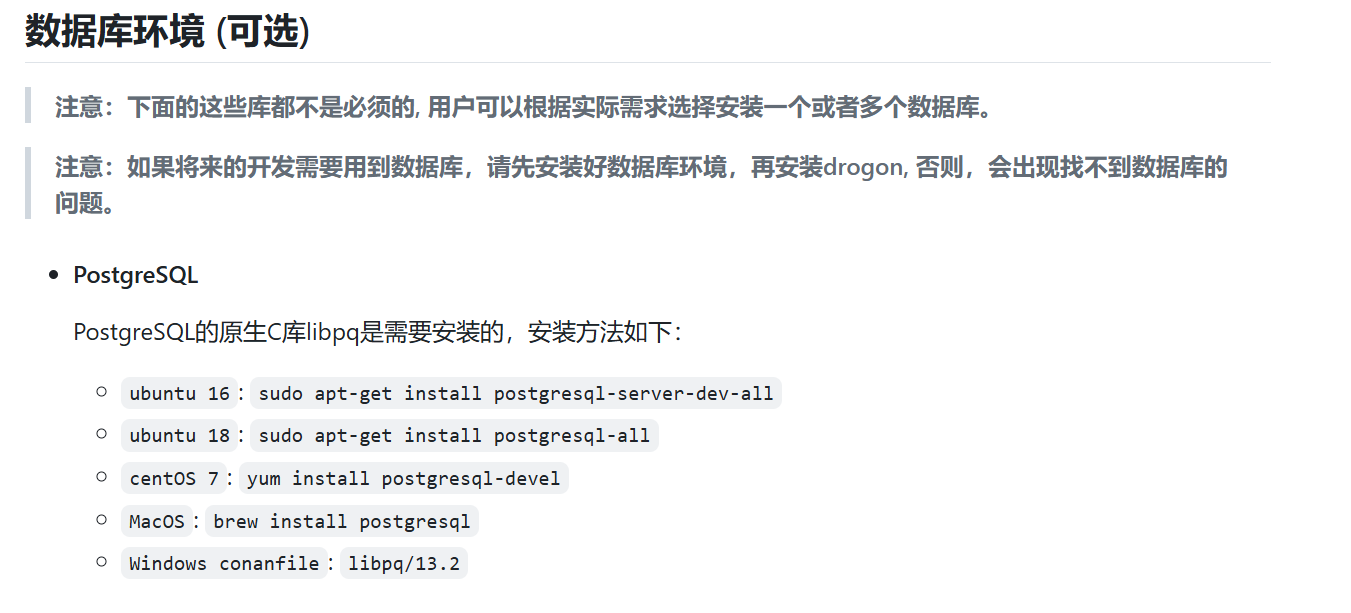 数据库环境 (可选)
注意：下面的这些库都不是必须的, 用户可以根据实际需求选择安装一个或者多个数据库。
注意：如果将来的开发需要用到数据库，请先安装好数据库环境，再安装drogon, 否则，会出现找不到数据库的
问题。
PostgreSQL
PostgreSQL的原生C库libpq是需要安装的，安装方法如下：
ubuntu 16: sudo apt-get install postgresql-server-dev-all
ubuntu 18: sudo apt-get install postgresql-all
centOS 7: yum install postgresql-devel
MacOS: brew install postgresql
Windows conanfile: libpq/13.2